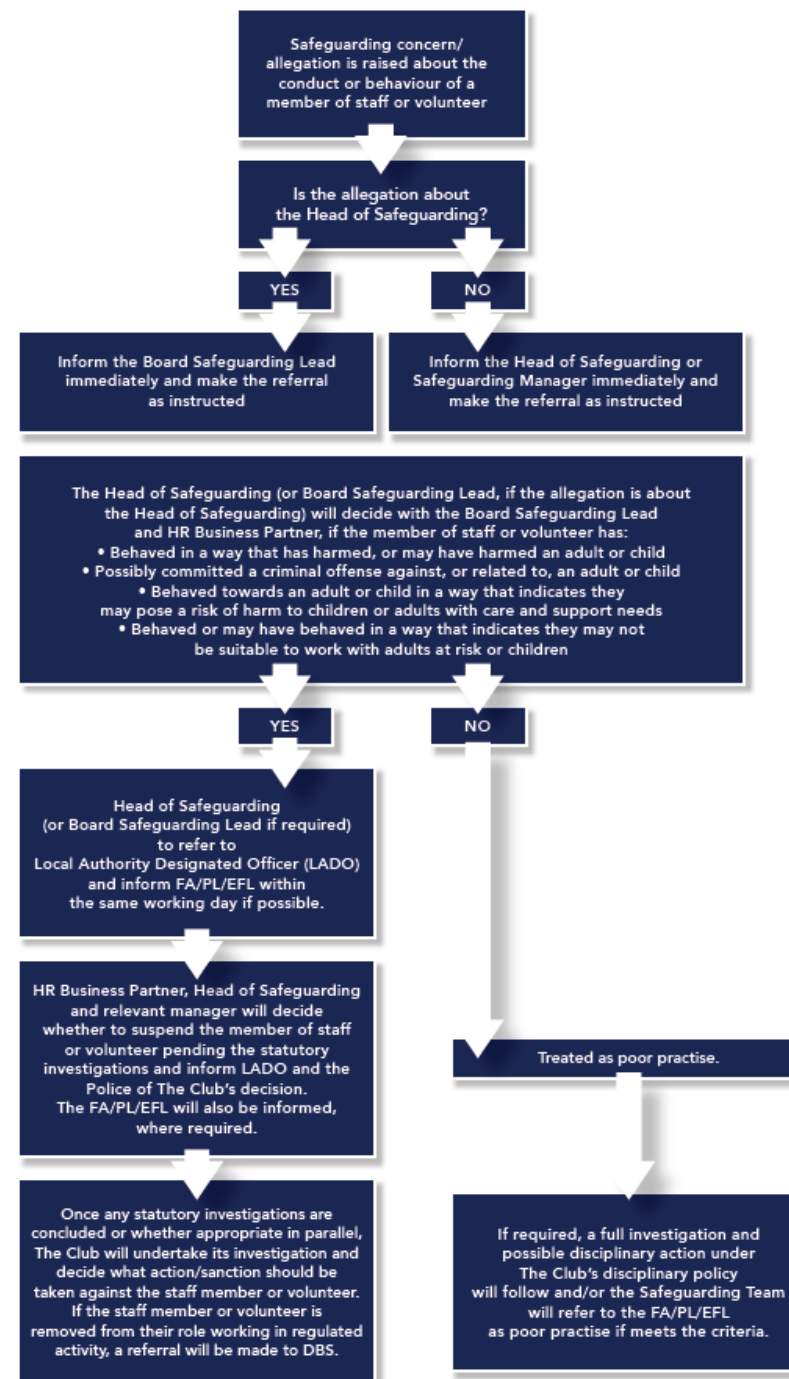 Safeguarding concern/
allegation is raised about the
conduct or behaviour of a
member of staff or volunteer
Is the allegation about
the Head of Safeguarding?
YES
NO
Inform the Board Safeguarding Lead
immediately and make the referral
as instructed
Inform the Head of Safeguarding or
Safeguarding Manager immediately and
make the referral as instructed
The Head of Safeguarding (or Board Safeguarding Lead, if the allegation is about
the Head of Safeguarding) will decide with the Board Safeguarding Lead
and HR Business Partner, if the member of staff or volunteer has:
• Behaved in a way that has harmed, or may have harmed an adult or child
• Possibly committed a criminal offense against, or related to, an adult or child
• Behaved towards an adult or child in a way that indicates they
may pose a risk of harm to children or adults with care and support needs
• Behaved or may have behaved in a way that indicates they may not
be suitable to work with adults at risk or children
YES
NO
Head of Safeguarding
(or Board Safeguarding Lead if required)
to refer to
Local Authority Designated Officer (LADO)
and inform FA/PL/EFL within
the same working day if possible.
HR Business Partner, Head of Safeguarding
and relevant manager will decide
whether to suspend the member of staff
or volunteer pending the statutory
investigations and inform LADO and the
Police of The Club's decision.
The FA/PL/EFL will also be informed,
where required.
Treated as poor practise.
Once any statutory investigations are
concluded or whether appropriate in parallel,
The Club will undertake its investigation and
decide what action/sanction should be
taken against the staff member or volunteer.
If the staff member or volunteer is
removed from their role working in regulated
activity, a referral will be made to DBS.
If required, a full investigation and
possible disciplinary action under
The Club's disciplinary policy
will follow and/or the Safeguarding Team
will refer to the FA/PL/EFL
as poor practise if meets the criteria.